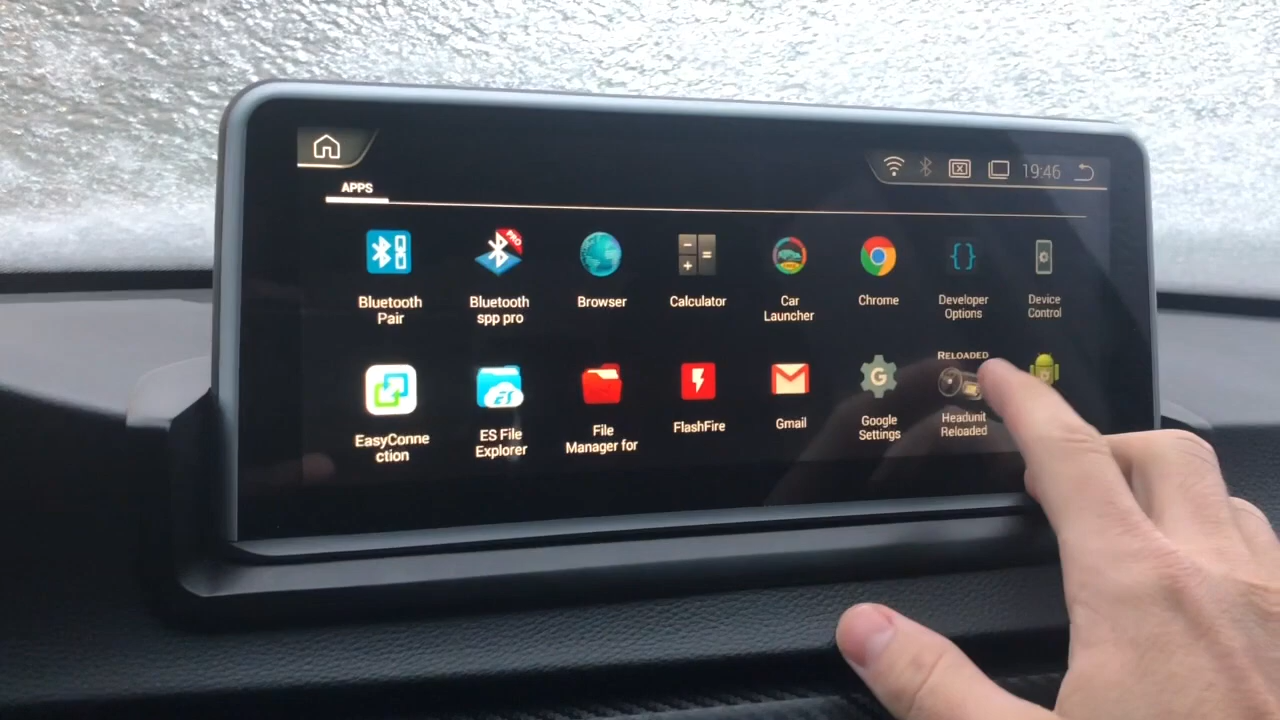 19:46
APPS
PRO
Bluetooth
Pair
Bluetooth
spp pro
Browser
Calculator
Car
Launcher
Chrome
Developer
Options
Device
Control
EasyConne
ction
ES
ES File
Explorer
File
Manager for
FlashFire
Gmail
G
Google
Settings
RELOADED
Headunit
Reloaded